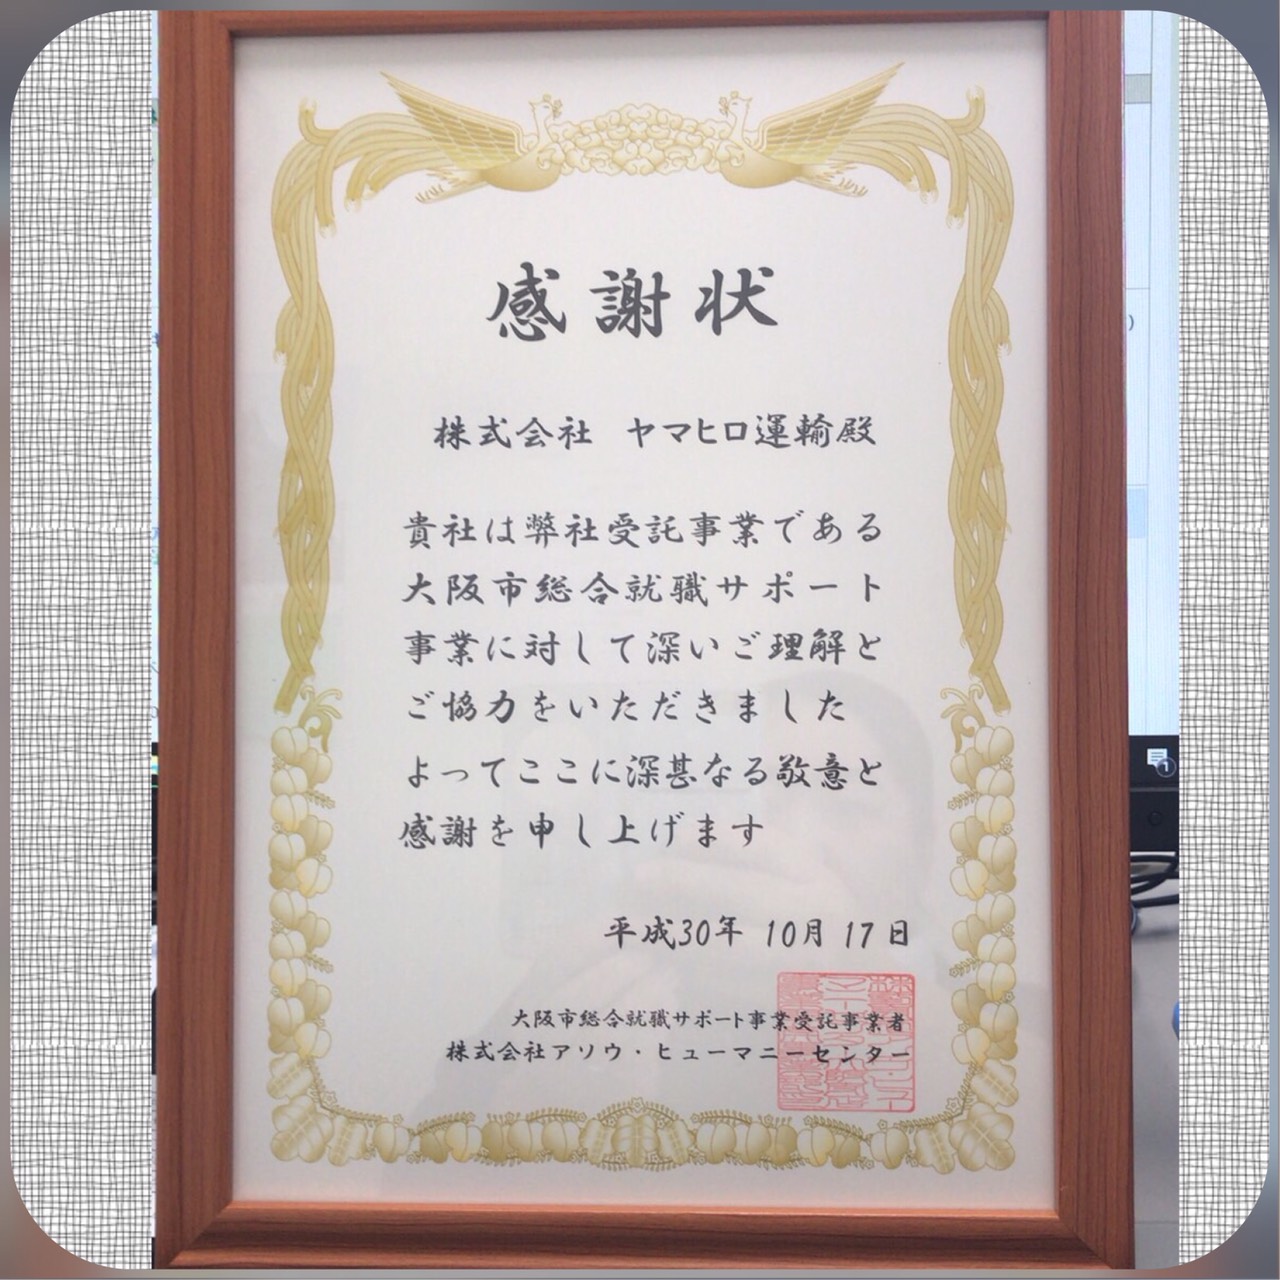 感謝状
株式会社　ヤマヒロ運輸殿
貴社は弊社受託事業である
大阪市総合就職サポート
事業に対して深いご理解と
ご協力をいただきました
よってここに深甚なる敬意と
感謝を申し上げます
平成30年 10月 17日
大阪市総合就職サポート事業受託事業者
株式会社アソウ・ヒューマニーセンター